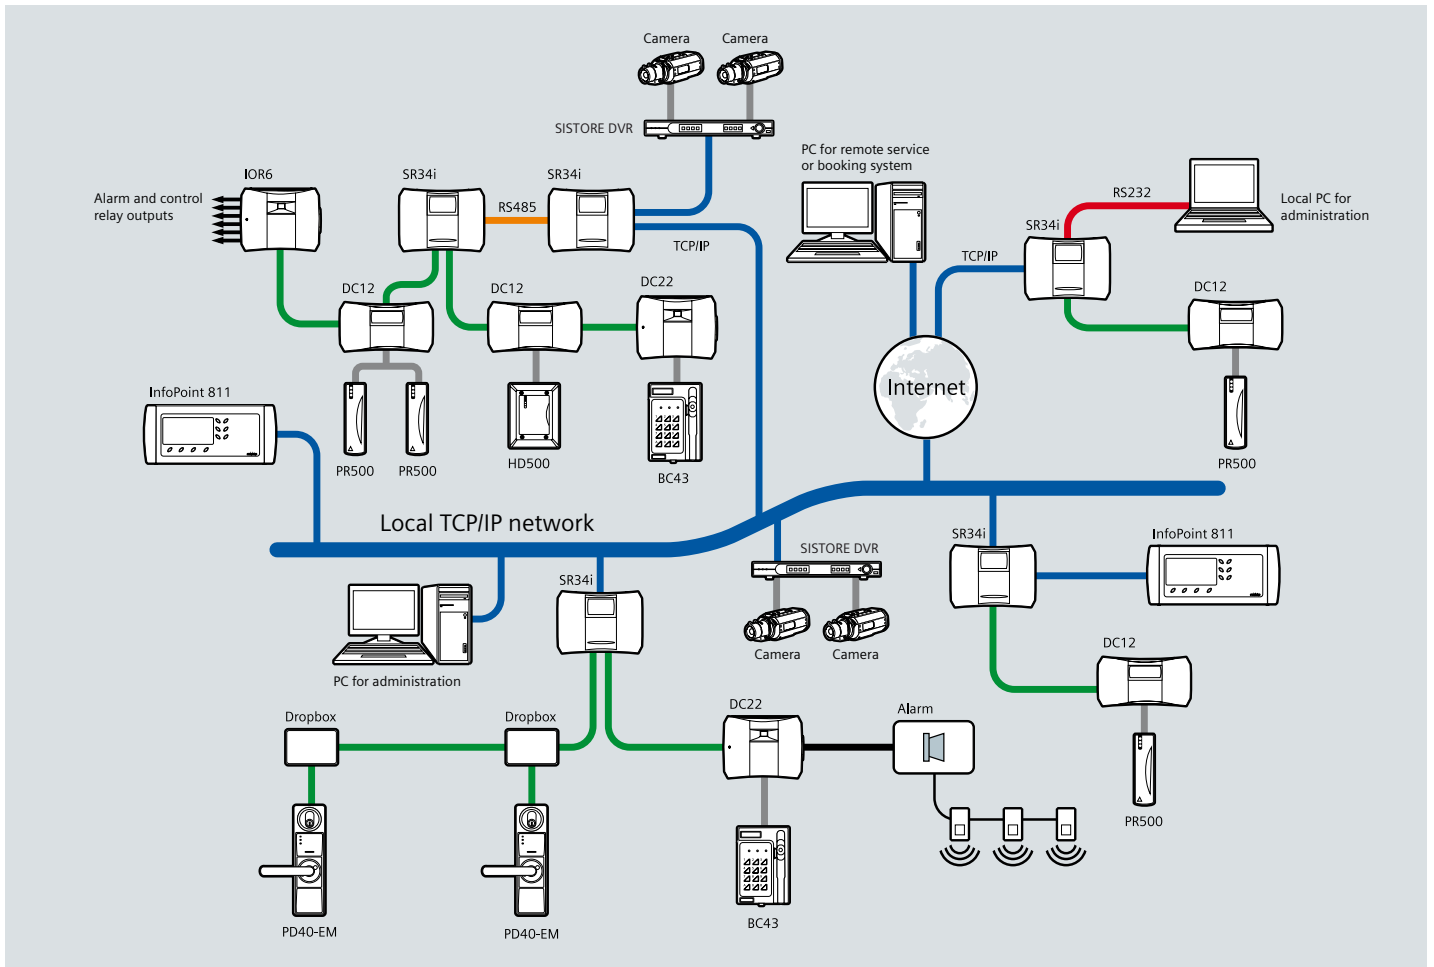 Camera
Camera
SISTORE DVR
PC for remote service
or booking system
IOR6
SR34i
SR34i
Alarm and control
relay outputs
RS485
TCP/IP
RS232
Local PC for
administration
SR34i
TCP/IP
DC12
DC12
DC22
DC12
InfoPoint 811
Internet
PR500
PR500
HD500
BC43
PR500
Local TCP/IP network
SISTORE DVR
SR34i
InfoPoint 811
SR34i
Camera
Camera
PC for administration
DC12
Dropbox
Dropbox
DC22
Alarm
PR500
PD40-EM
PD40-EM
BC43